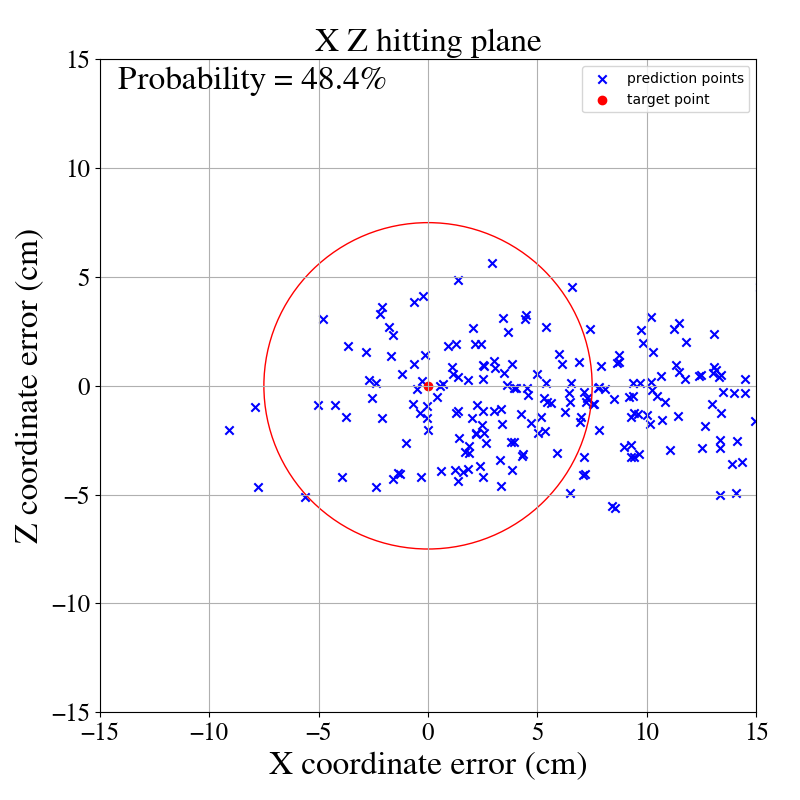 X Z hitting plane
Probability = 48.4%
prediction points
target point
15
10
5
0
−5
−10
−15
Z coordinate error (cm)
−15
−10
−5
0
5
10
15
X coordinate error (cm)